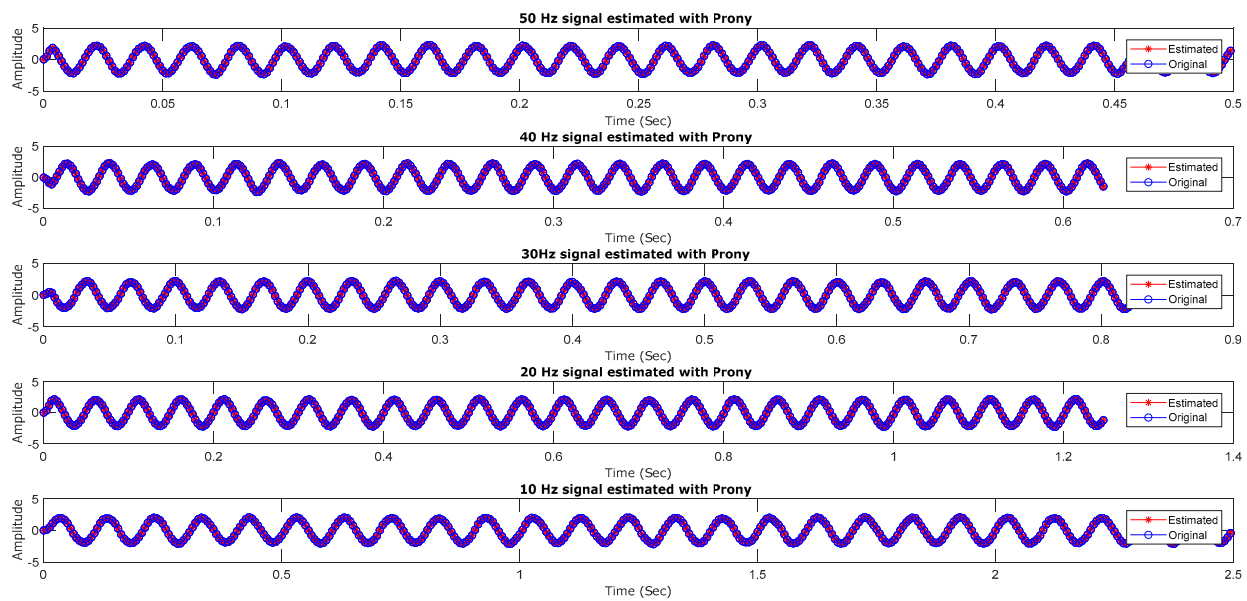 50 Hz signal estimated with Prony
Amplitude
5
0
-5
Estimated
Original
0 0.05 0.1 0.15 0.2 0.25 0.3 0.35 0.4 0.45 0.5
Time (Sec)
40 Hz signal estimated with Prony
Amplitude
5
0
-5
Estimated
Original
0 0.1 0.2 0.3 0.4 0.5 0.6 0.7
Time (Sec)
30Hz signal estimated with Prony
Amplitude
5
0
-5
Estimated
Original
0 0.1 0.2 0.3 0.4 0.5 0.6 0.7 0.8 0.9
Time (Sec)
20 Hz signal estimated with Prony
Amplitude
5
0
-5
Estimated
Original
0 0.2 0.4 0.6 0.8 1 1.2 1.4
Time (Sec)
10 Hz signal estimated with Prony
Amplitude
5
0
-5
Estimated
Original
0 0.5 1 1.5 2 2.5
Time (Sec)